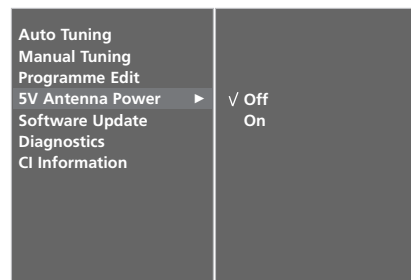 Auto Tuning
Manual Tuning
Programme Edit
5V Antenna Power ►
Software Update
Diagnostics
CI Information
√ Off
On